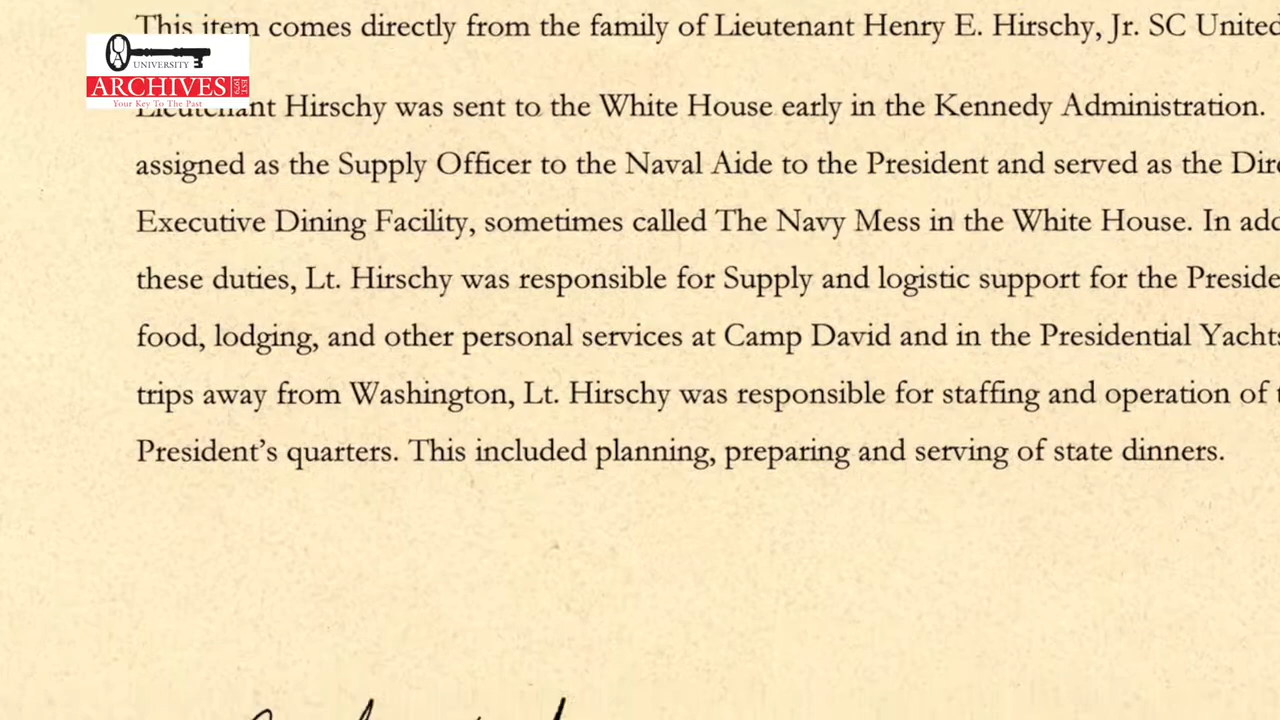 This item comes directly from the family of Lieutenant Henry E. Hirschy, Jr. SC United
UA
UNIVERSITY
ARCHIVES EST. 1979
Your Key To The Past
Lieutenant Hirschy was sent to the White House early in the Kennedy Administration.
assigned as the Supply Officer to the Naval Aide to the President and served as the Dire
Executive Dining Facility, sometimes called The Navy Mess in the White House. In add
these duties, Lt. Hirschy was responsible for Supply and logistic support for the Preside
food, lodging, and other personal services at Camp David and in the Presidential Yachts
trips away from Washington, Lt. Hirschy was responsible for staffing and operation of t
President's quarters. This included planning, preparing and serving of state dinners.